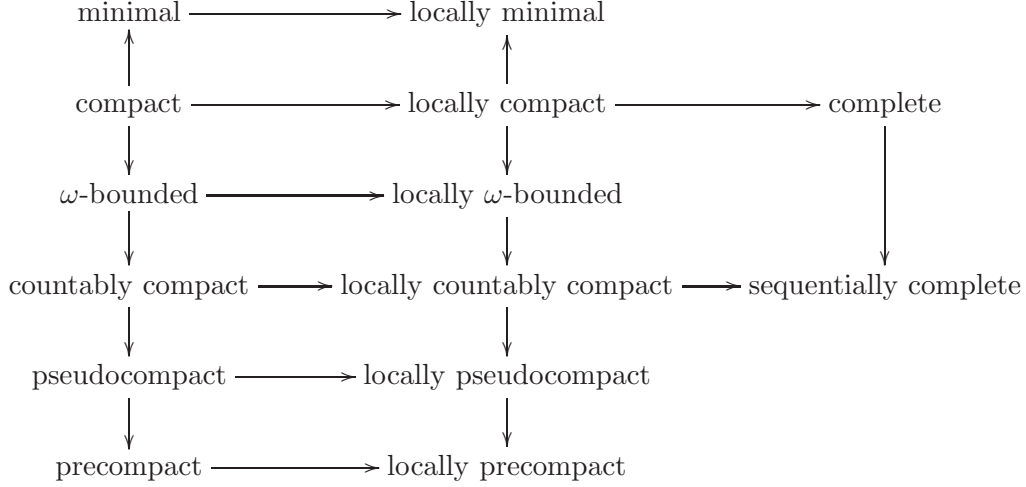 minimal locally minimal
compact locally compact complete
ω-bounded locally ω-bounded
countably compact locally countably compact sequentially complete
pseudocompact locally pseudocompact
precompact locally precompact